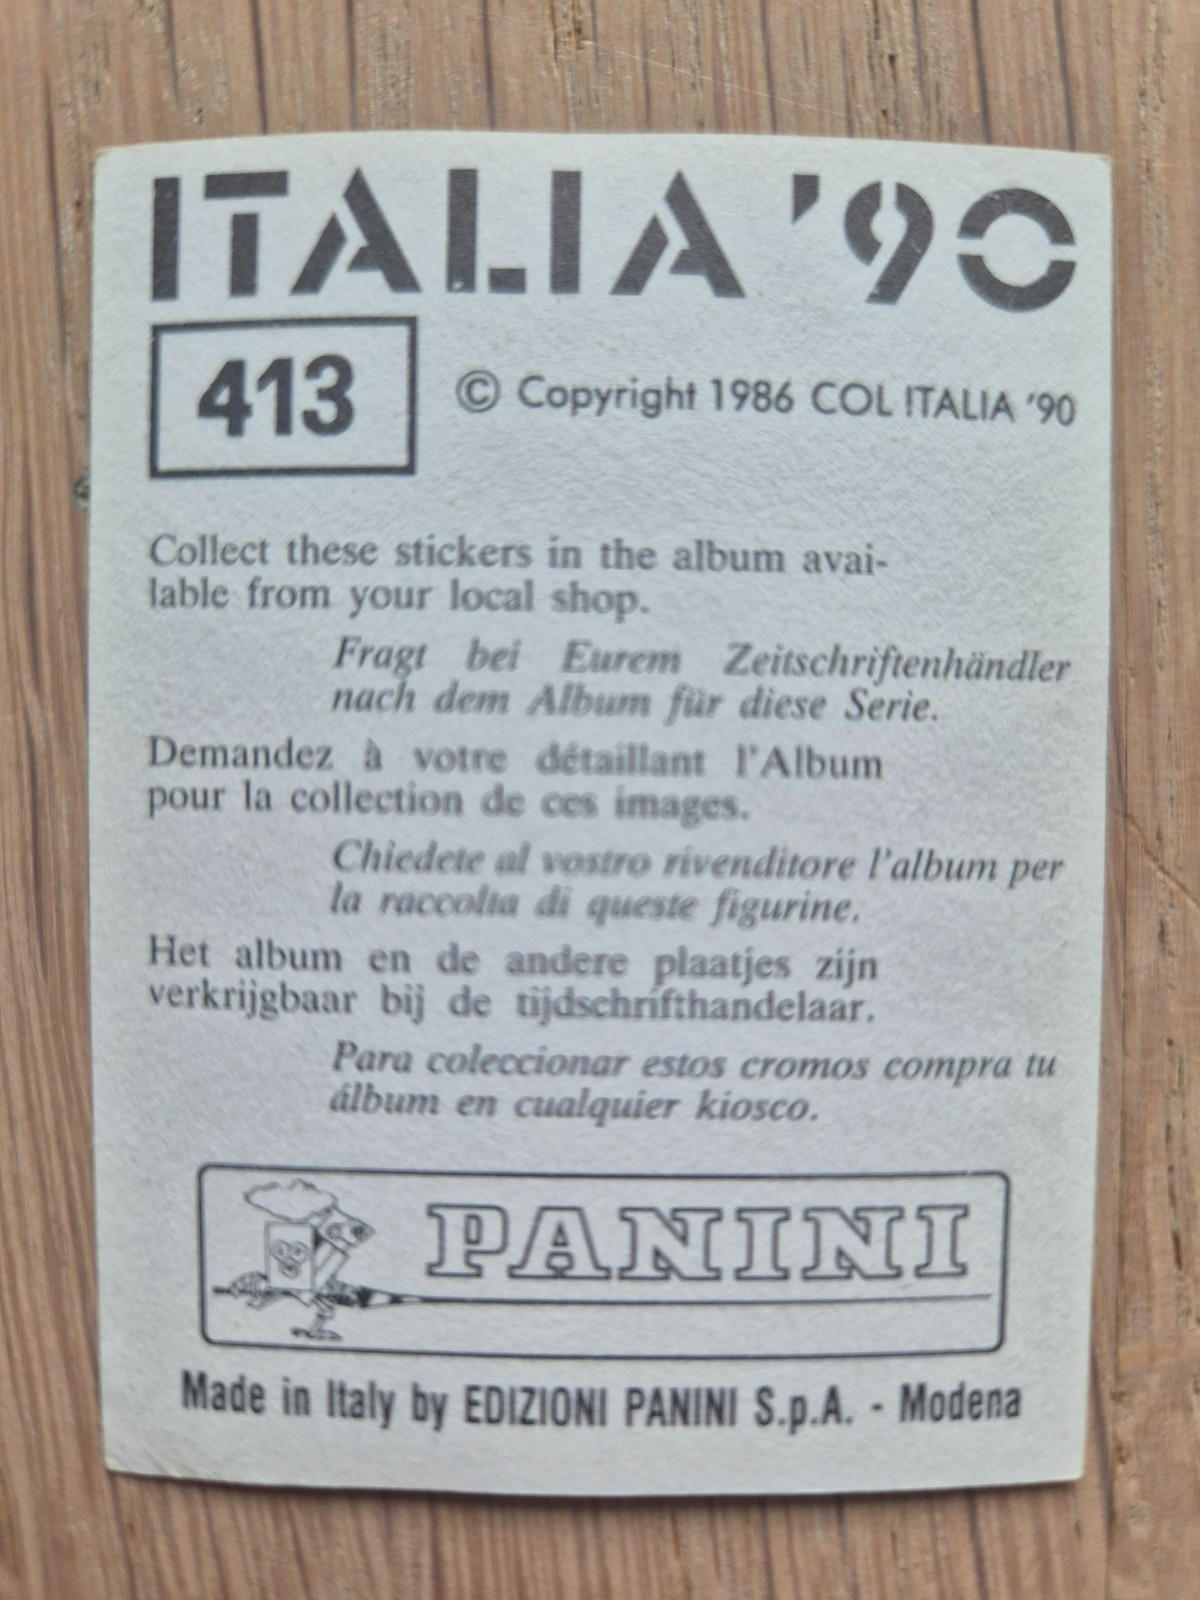 ITALIA '90
413
© Copyright 1986 COL ITALIA '90
Collect these stickers in the album avai-
lable from your local shop.
Fragt bei Eurem Zeitschriftenhändler
nach dem Album für diese Serie.
Demandez à votre détaillant l'Album
pour la collection de ces images.
Chiedete al vostro rivenditore l'album per
la raccolta di queste figurine.
Het album en de andere plaatjes zijn
verkrijgbaar bij de tijdschrifthandelaar.
Para coleccionar estos cromos compra tu
álbum en cualquier kiosco.
PANINI
Made in Italy by EDIZIONI PANINI S.p.A. - Modena